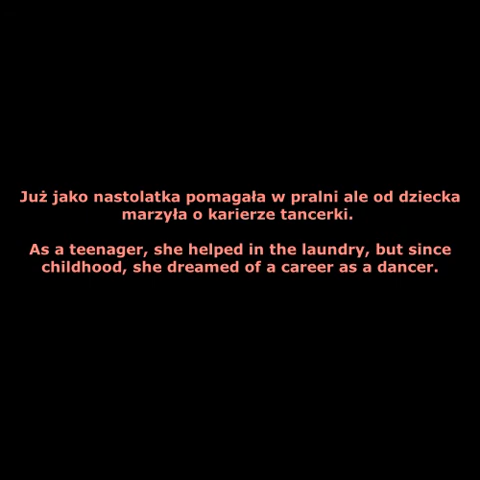 Już jako nastolatka pomagała w pralni ale od dziecka
marzyła o karierze tancerki.
As a teenager, she helped in the laundry, but since
childhood, she dreamed of a career as a dancer.